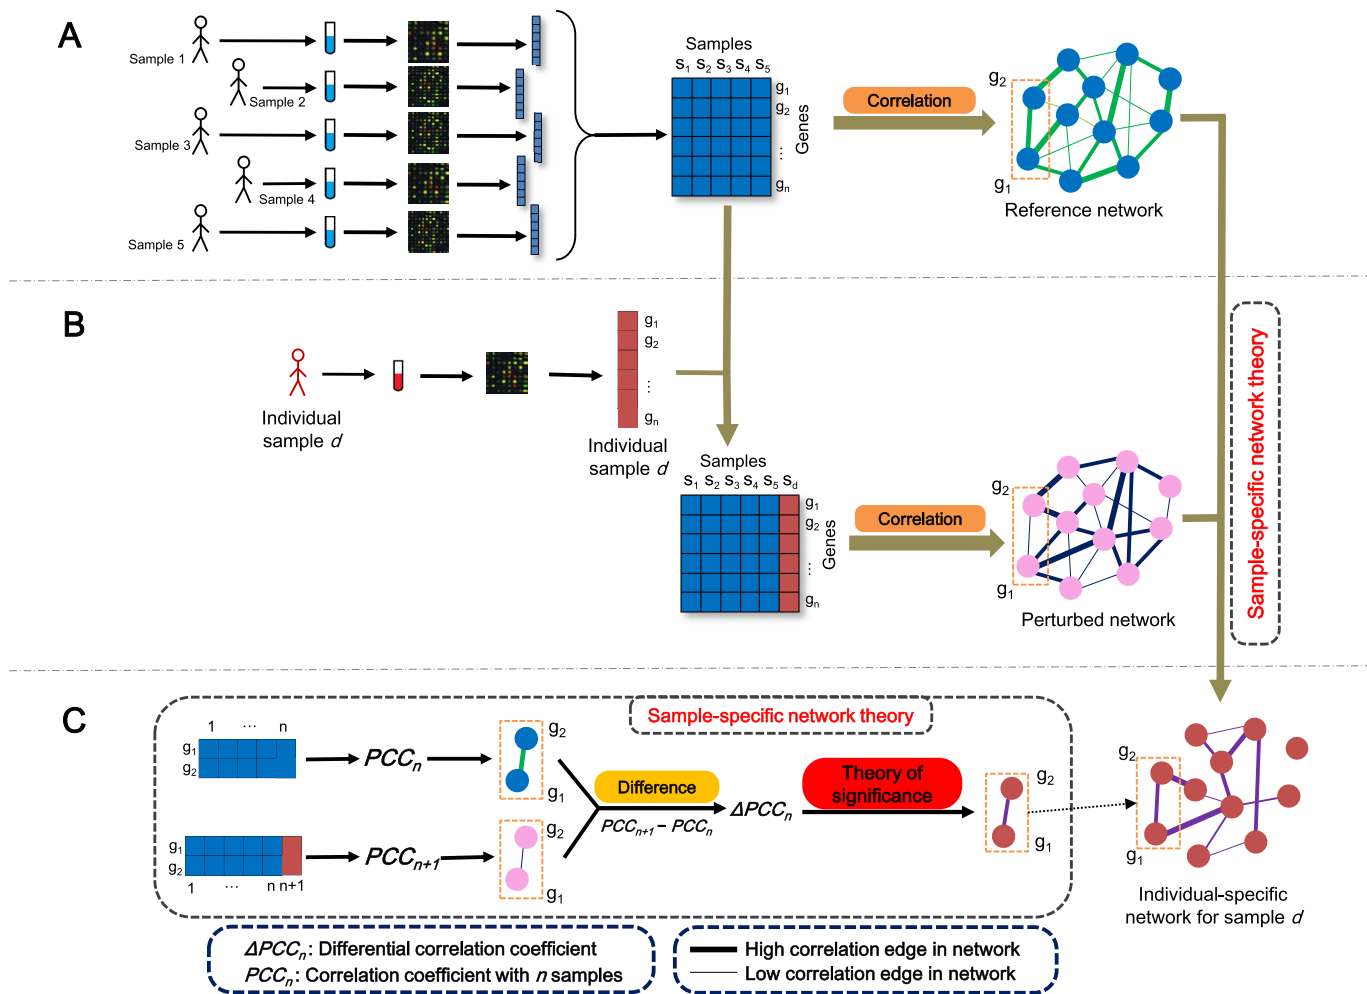 A
Sample 1
Sample 2
Sample 3
Sample 4
Sample 5
Samples
S1 S2 S3 S4 S5
g1
g2
...
gn
Genes
Correlation
g2
g1
Reference network
B
Individual
sample d
g1
g2
...
gn
Individual
sample d
Samples
S1 S2 S3 S4 S5 Sd
g1
g2
...
gn
Genes
Correlation
g2
g1
Perturbed network
Sample-specific network theory
C
Sample-specific network theory
1 ... n
g1
g2
PCCn
g2
g1
g1
g2
1 ... n n+1
PCCn+1
g2
g1
Difference
PCCn+1 − PCCn
ΔPCCn
Theory of
significance
g2
g1
g2
g1
Individual-specific
network for sample d
ΔPCCn: Differential correlation coefficient
PCCn: Correlation coefficient with n samples
High correlation edge in network
Low correlation edge in network